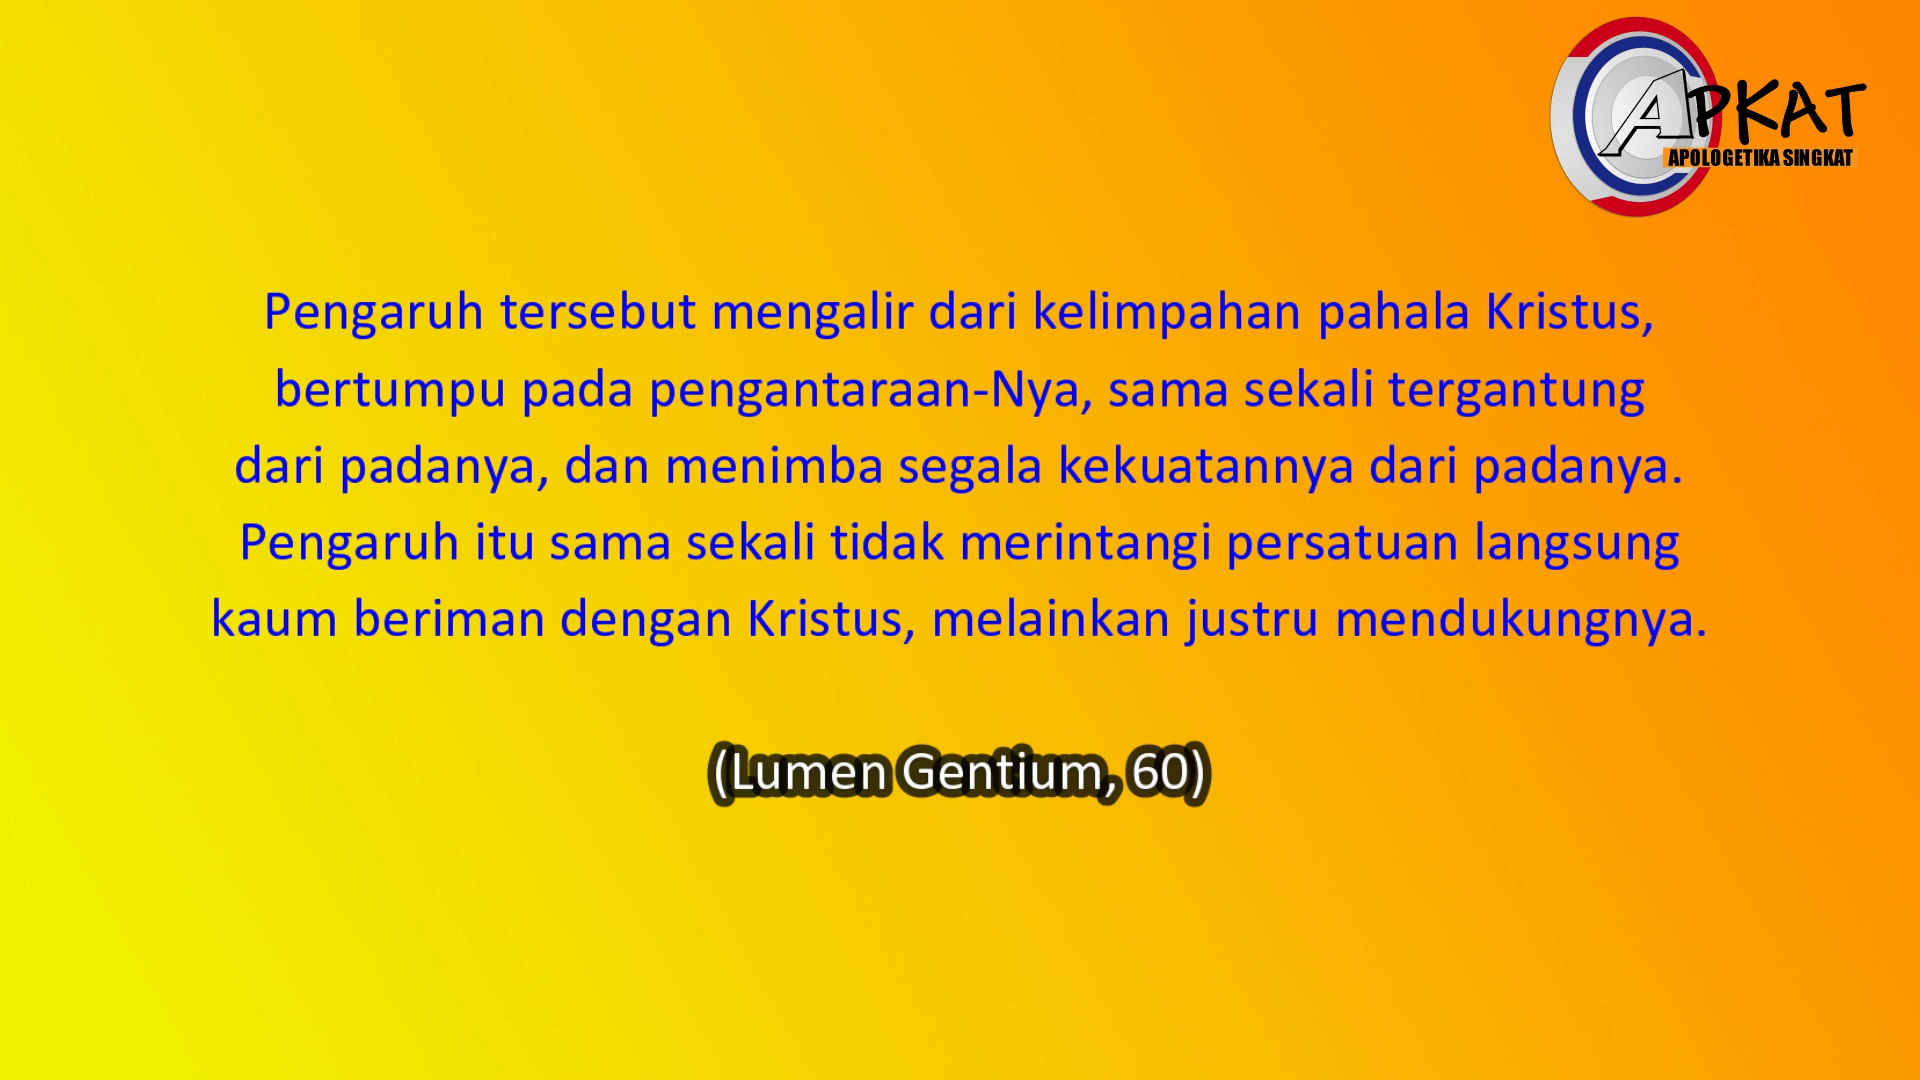 APKAT
APOLOGETIKA SINGKAT
Pengaruh tersebut mengalir dari kelimpahan pahala Kristus,
bertumpu pada pengantaraan-Nya, sama sekali tergantung
dari padanya, dan menimba segala kekuatannya dari padanya.
Pengaruh itu sama sekali tidak merintangi persatuan langsung
kaum beriman dengan Kristus, melainkan justru mendukungnya.
(Lumen Gentium, 60)